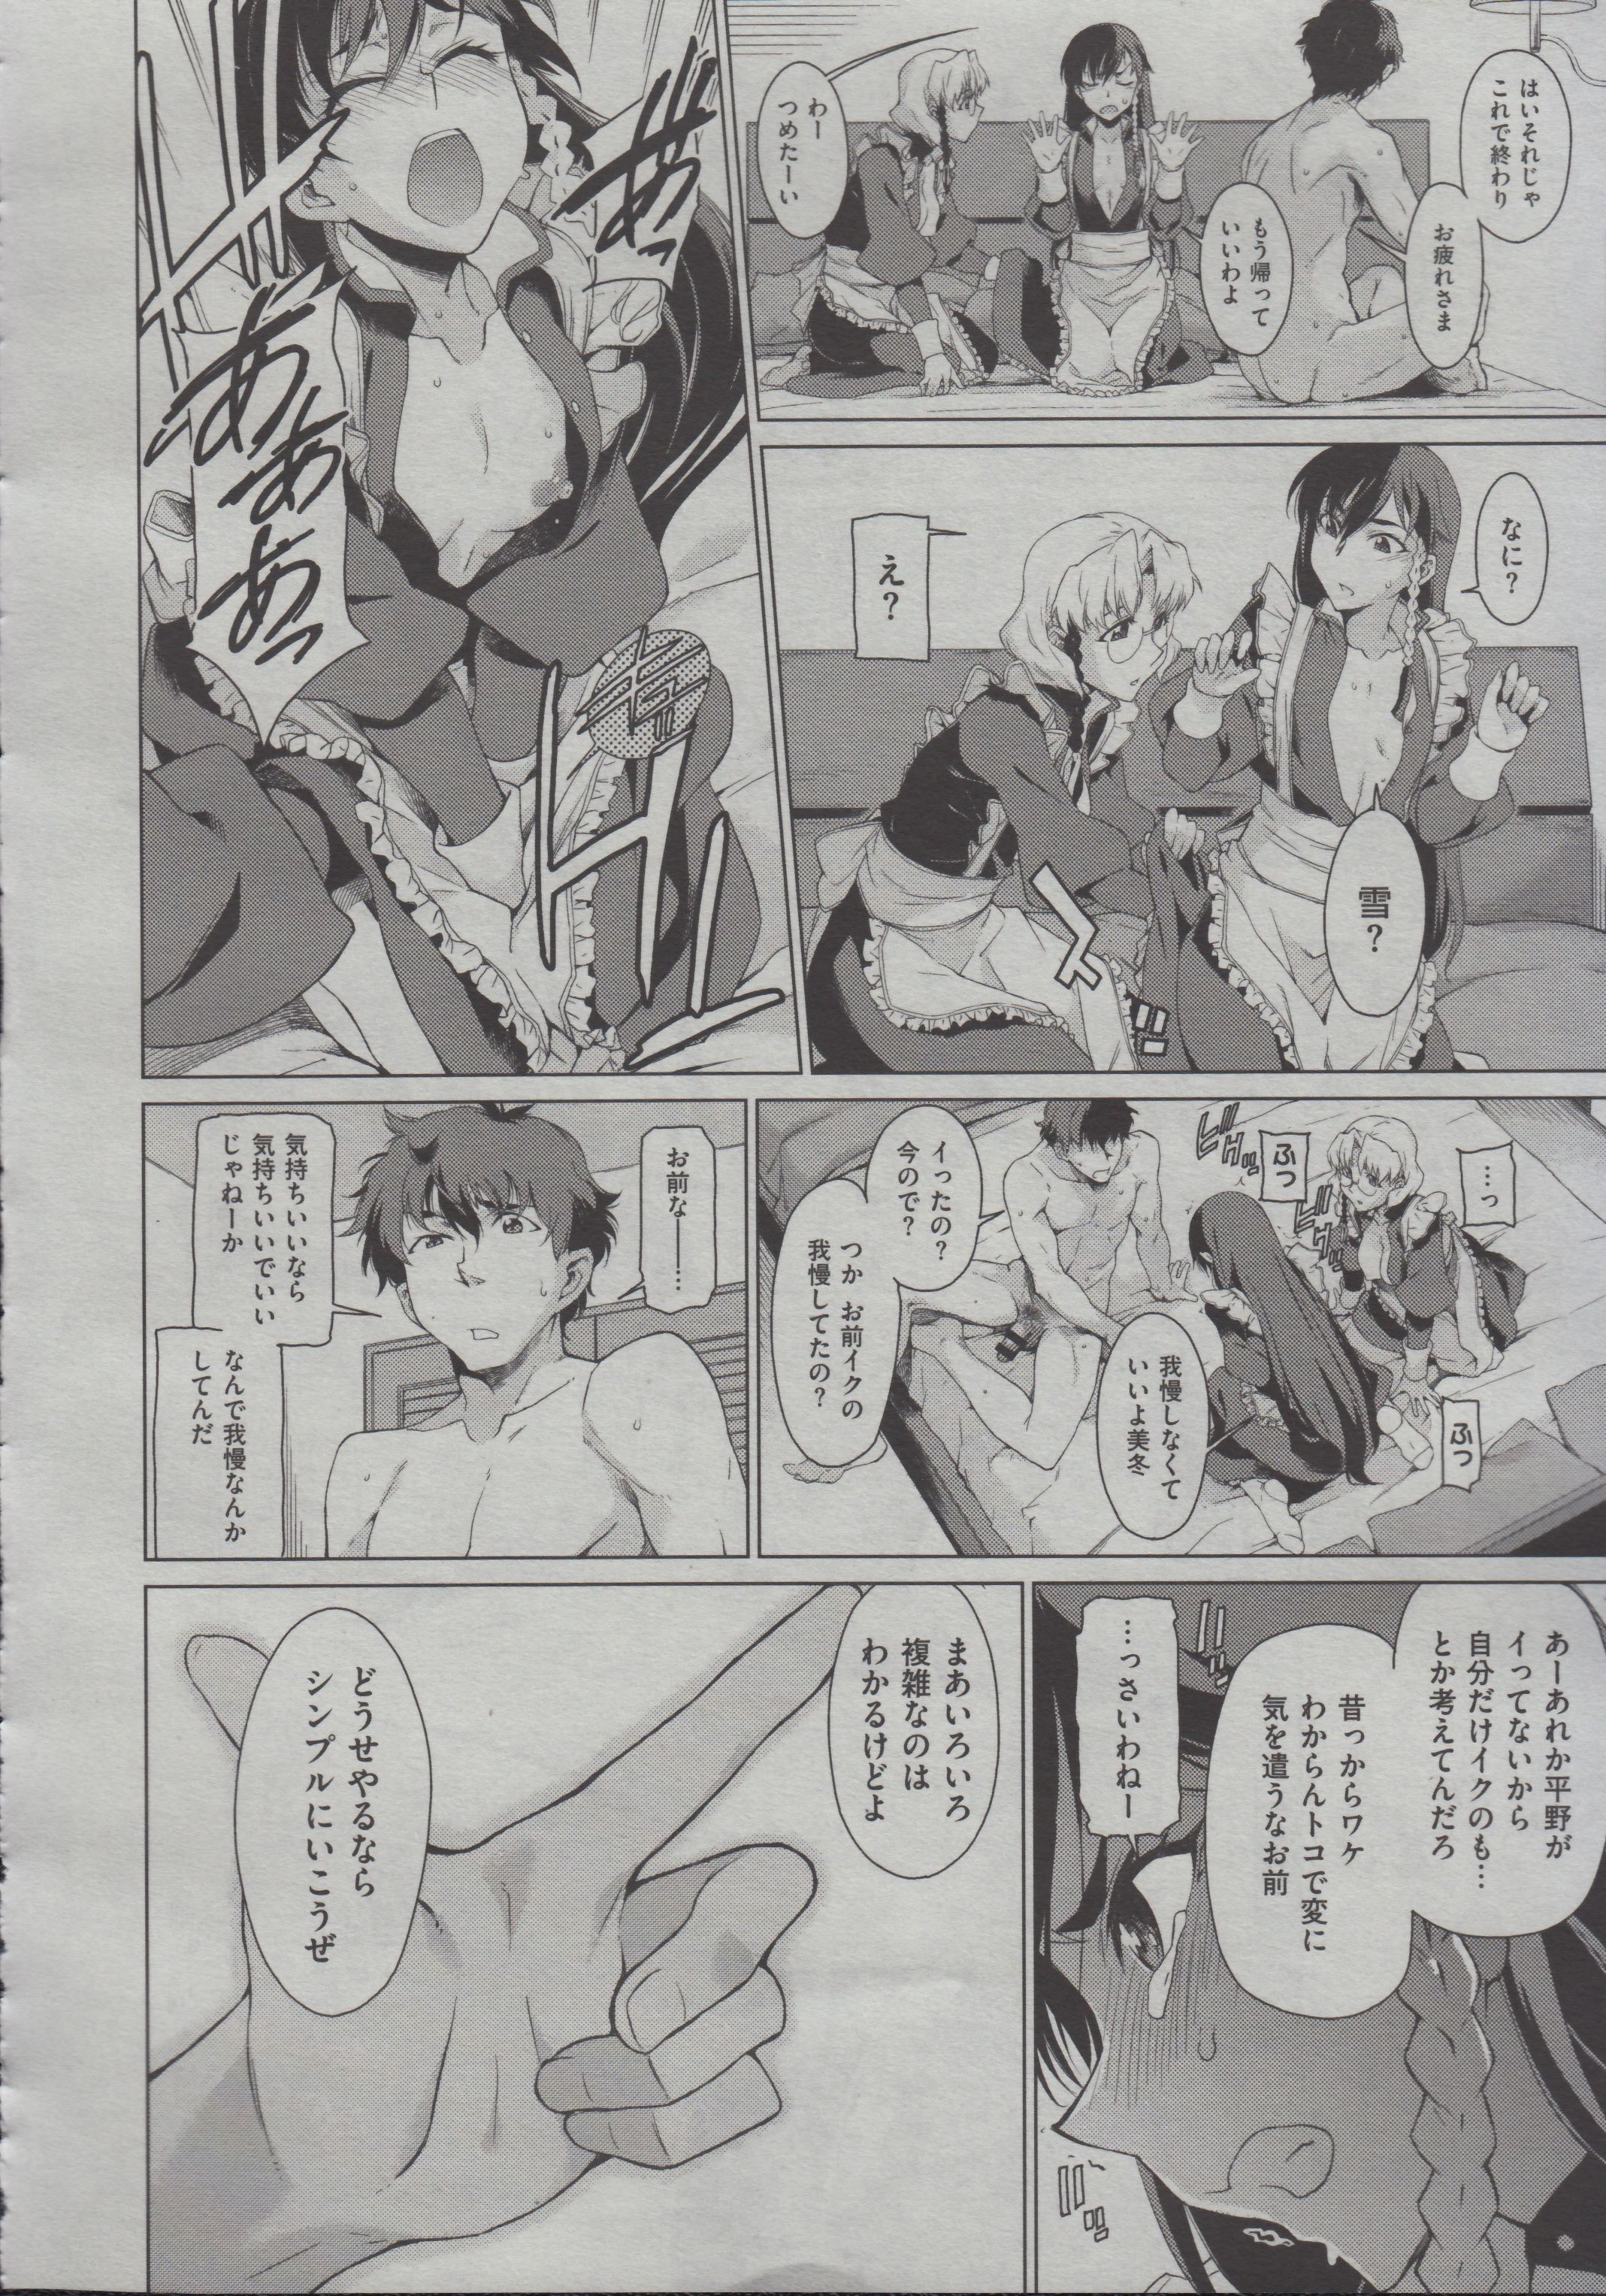 はいそれじゃ
これで終わり
お疲れさま
もう帰って
いいわよ
わー
つめたーい
なに？
雪？
え？
あぁっ
あああああっ
…っ
ふっ
ふっ
我慢しなくて
いいよ美冬
イったの？
今ので？
つか お前イクの
我慢してたの？
お前な――…
気持ちいいなら
気持ちいいでいい
じゃねーか
なんで我慢なんか
してんだ
あーあれか平野が
イってないから
自分だけイクのも…
とか考えてんだろ
昔っからワケ
わからんトコで変に
気を遣うなお前
…っさいわねー
まあいろいろ
複雑なのは
わかるけどよ
どうせやるなら
シンプルにいこうぜ